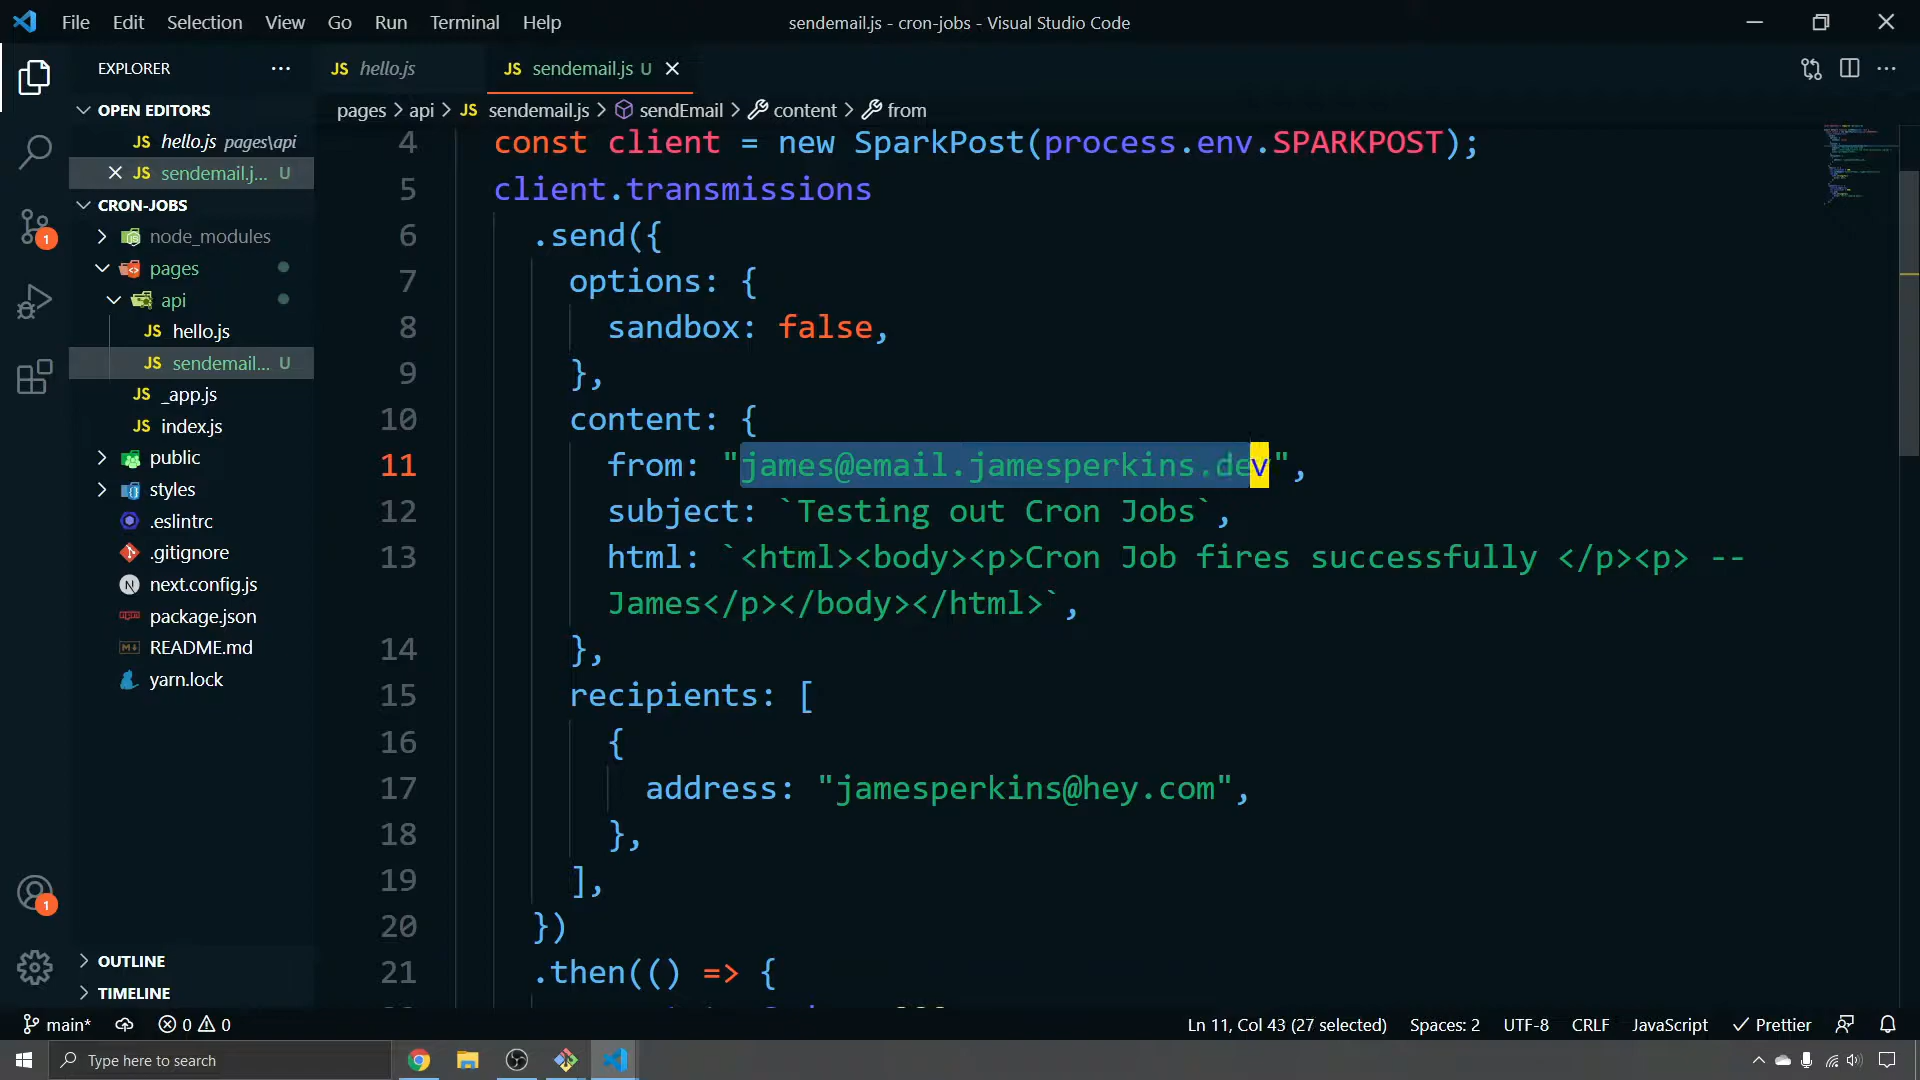 File Edit Selection View Go Run Terminal Help
sendemail.js - cron-jobs - Visual Studio Code
EXPLORER
OPEN EDITORS
JS hello.js pages\api
JS sendemail.j... U
CRON-JOBS
node_modules
pages
api
JS hello.js
JS sendemail... U
JS _app.js
JS index.js
public
styles
.eslintrc
.gitignore
N next.config.js
package.json
README.md
yarn.lock
OUTLINE
TIMELINE
1
1
JS hello.js
JS sendemail.js U
pages > api > JS sendemail.js > sendEmail > content > from
4 const client = new SparkPost(process.env.SPARKPOST);
5 client.transmissions
6 .send({
7 options: {
8 sandbox: false,
9 },
10 content: {
11 from: "james@email.jamesperkins.dev",
12 subject: `Testing out Cron Jobs`,
13 html: `<html><body><p>Cron Job fires successfully </p><p> --
James</p></body></html>`,
14 },
15 recipients: [
16 {
17 address: "jamesperkins@hey.com",
18 },
19 ],
20 })
21 .then(() => {
main* 0 0
Ln 11, Col 43 (27 selected) Spaces: 2 UTF-8 CRLF JavaScript Prettier
Type here to search